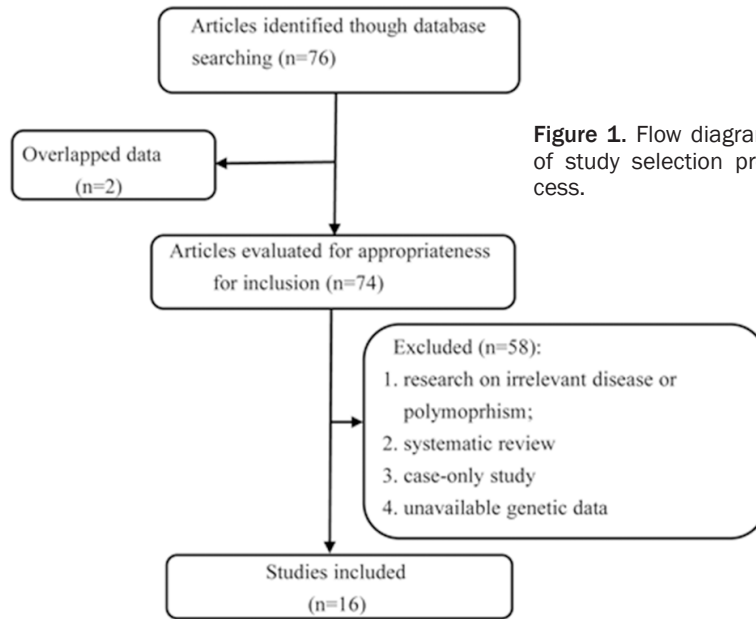 Articles identified though database
searching (n=76)
Overlapped data
(n=2)
Figure 1. Flow diagra
of study selection pr
cess.
Articles evaluated for appropriateness
for inclusion (n=74)
Excluded (n=58):
1. research on irrelevant disease or
polymoprhism;
2. systematic review
3. case-only study
4. unavailable genetic data
Studies included
(n=16)